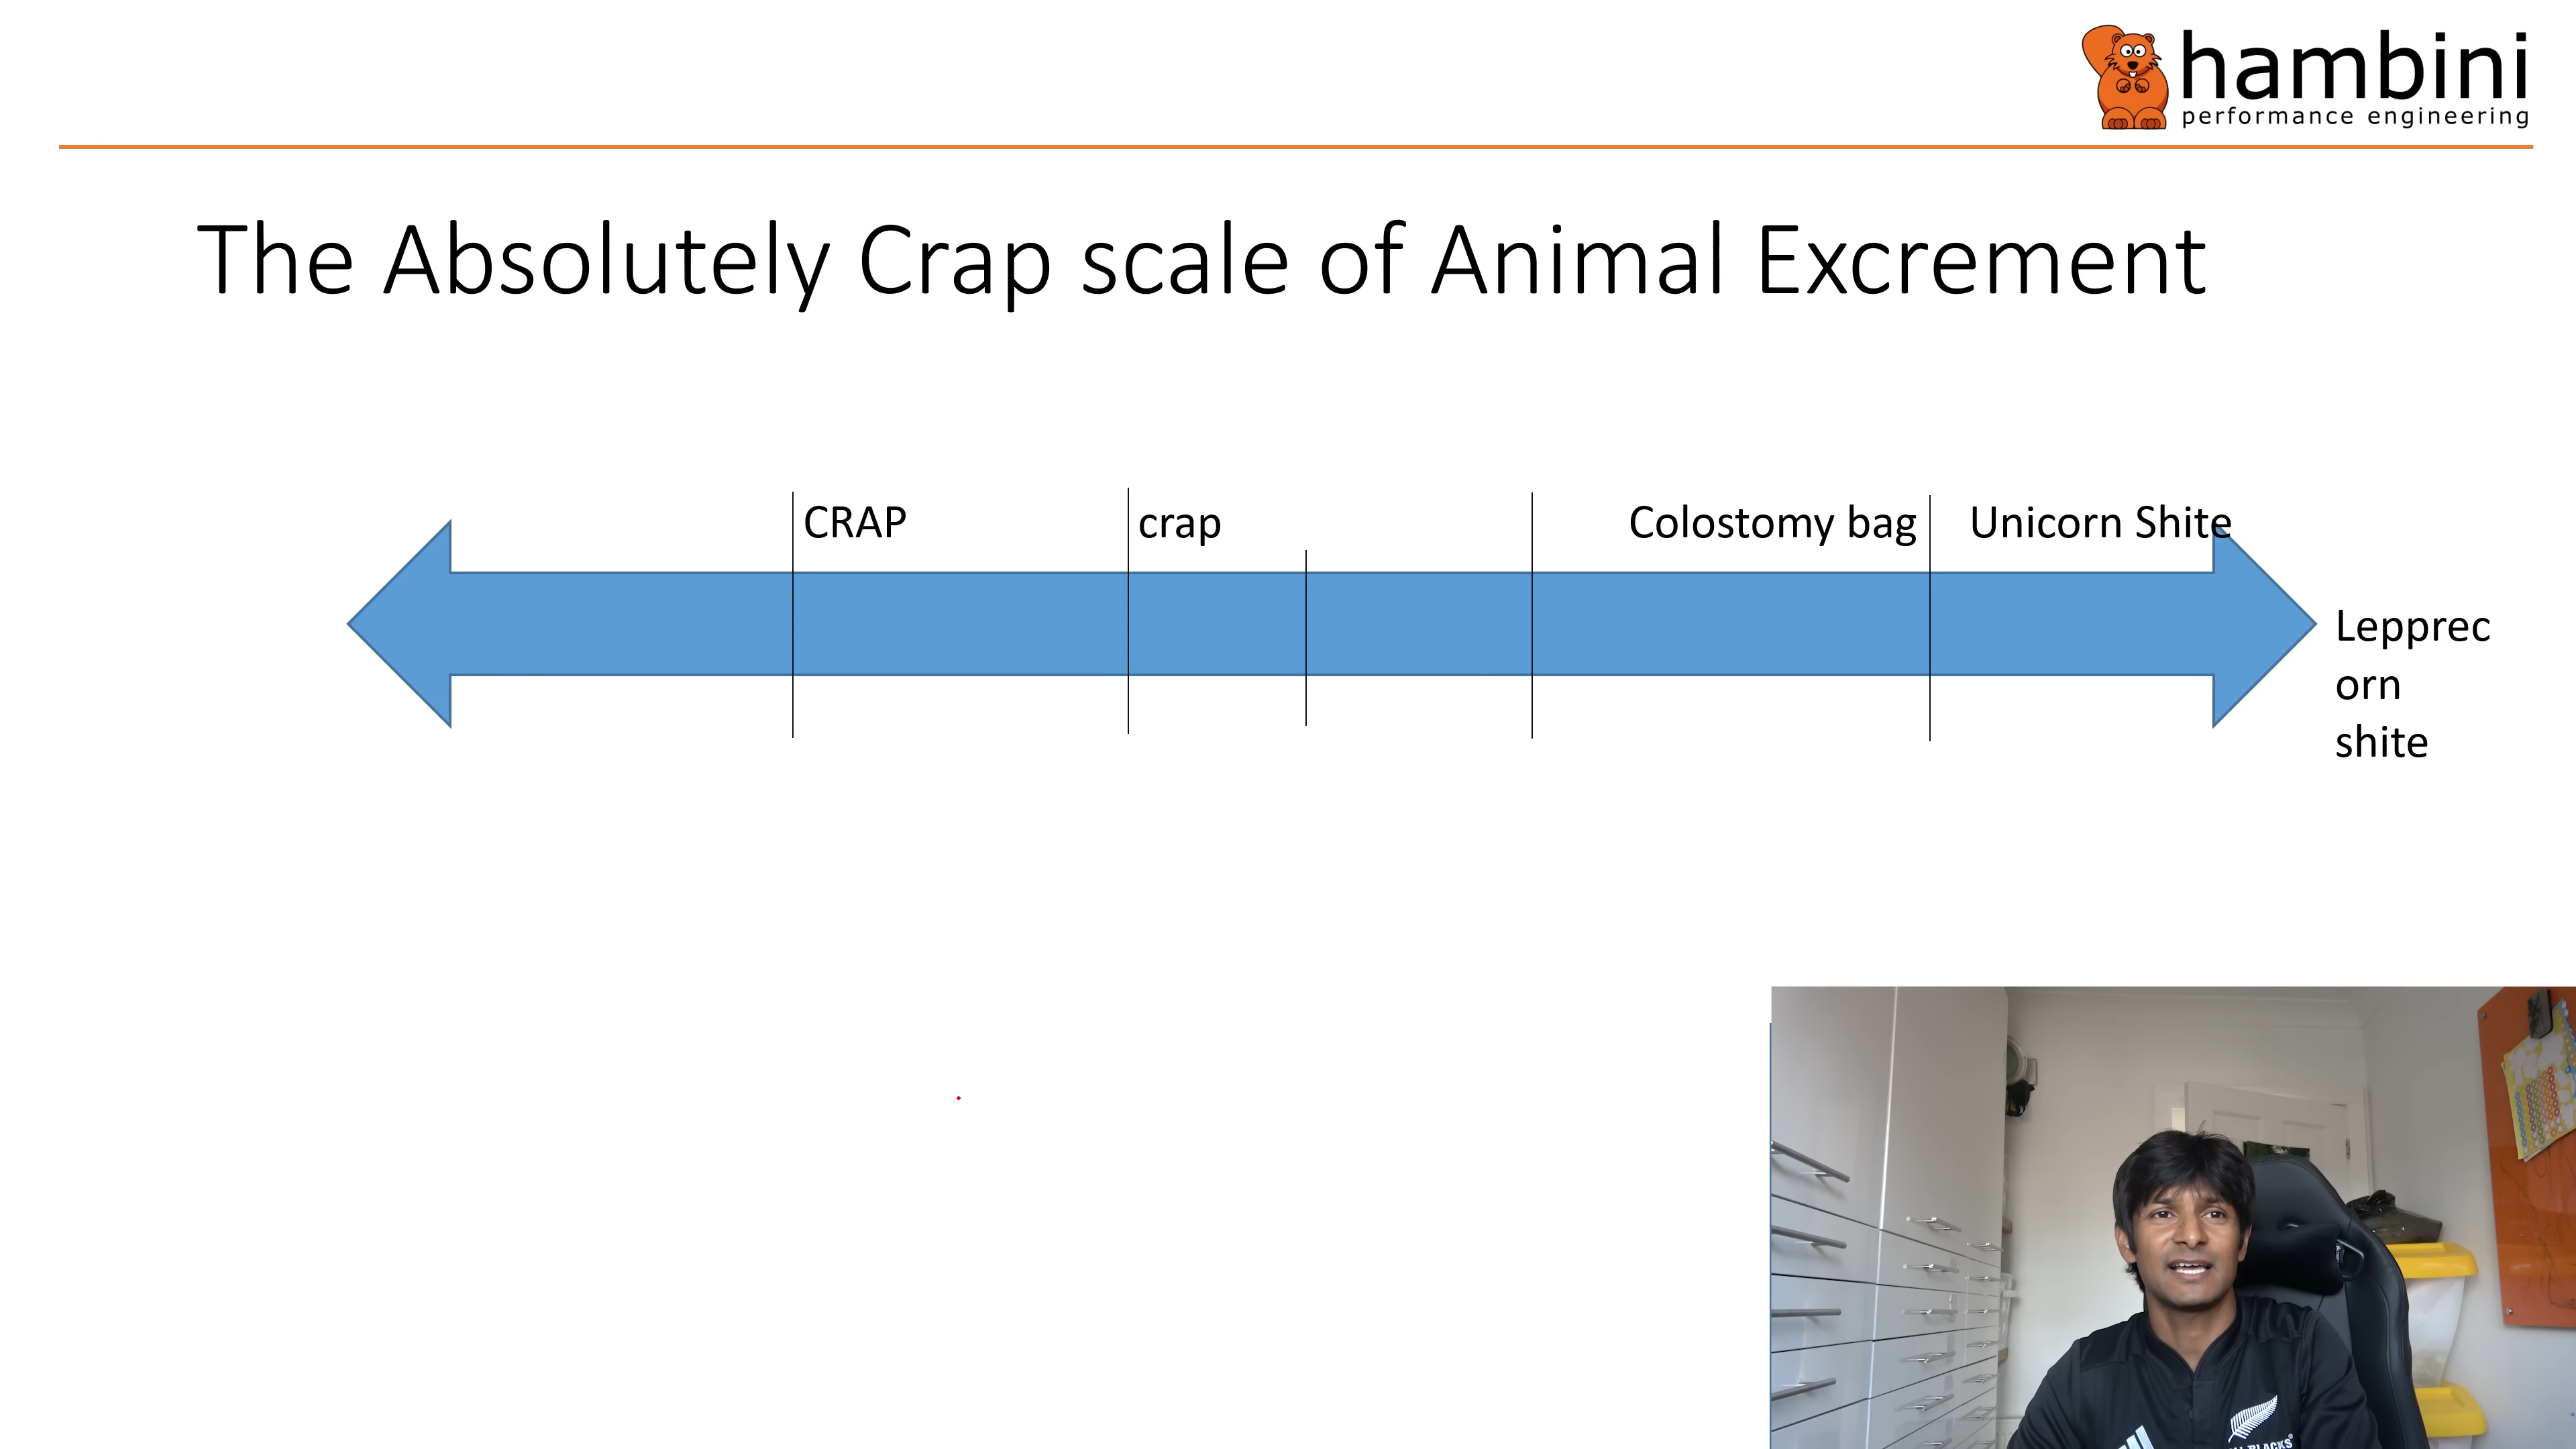 hambini
performance engineering
The Absolutely Crap scale of Animal Excrement
CRAP
crap
Colostomy bag
Unicorn Shite
Lepprec
orn
shite
BLACKS